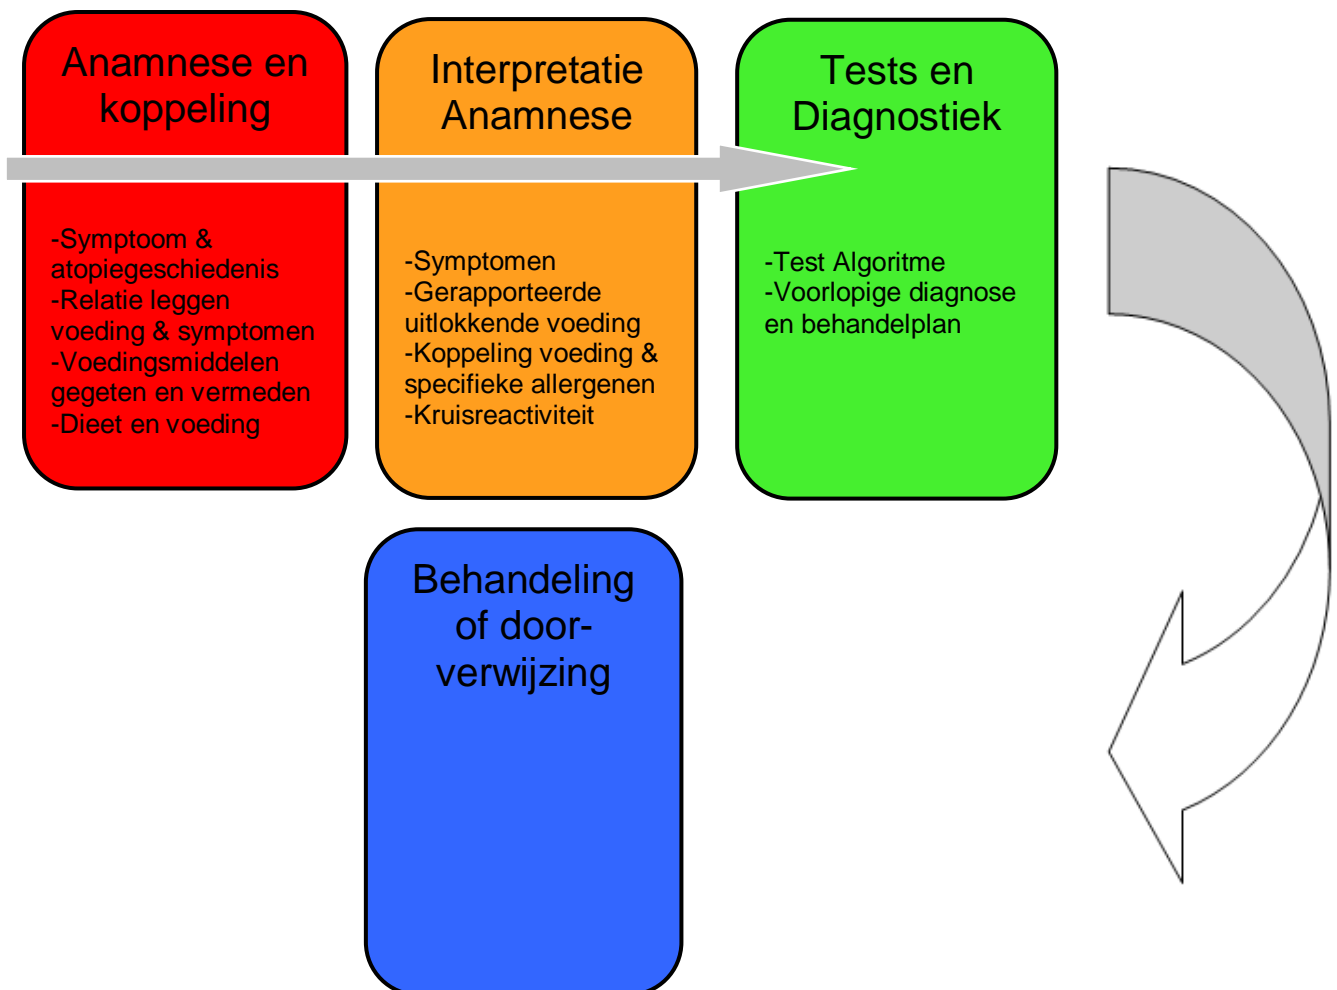 Anamnese en
koppeling
-Symptoom &
atopiegeschiedenis
-Relatie leggen
voeding & symptomen
-Voedingsmiddelen
gegeten en vermeden
-Dieet en voeding
Interpretatie
Anamnese
-Symptomen
-Gerapporteerde
uitlokkende voeding
-Koppeling voeding &
specifieke allergenen
-Kruisreactiviteit
Tests en
Diagnostiek
-Test Algoritme
-Voorlopige diagnose
en behandelplan
Behandeling
of door-
verwijzing